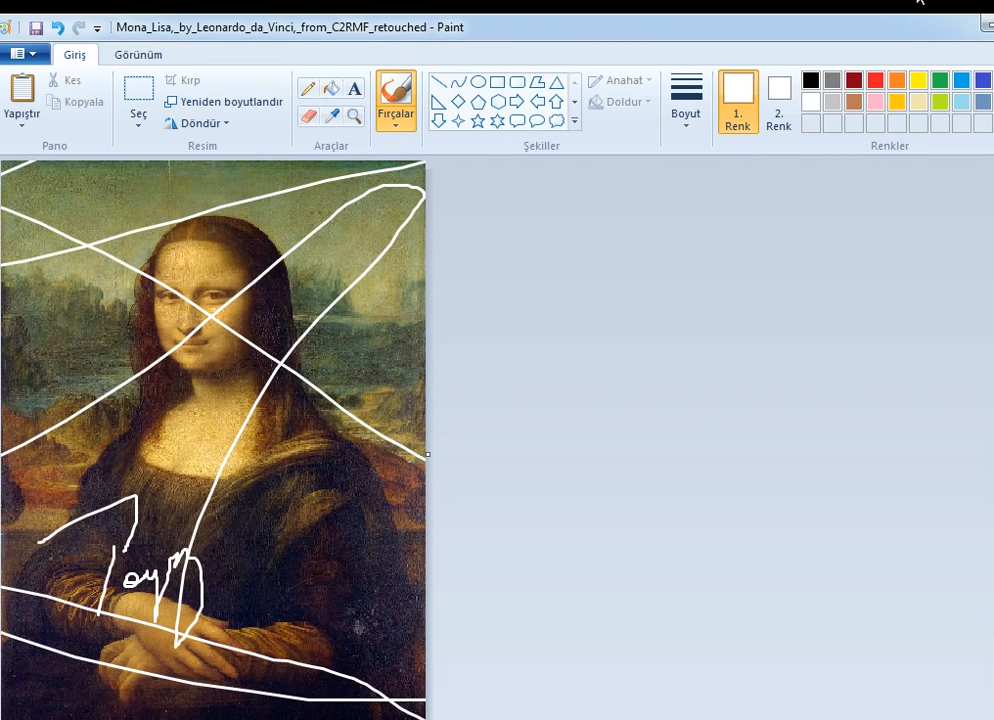 Mona_Lisa,_by_Leonardo_da_Vinci,_from_C2RMF_retouched - Paint
Giriş Görünüm
Yapıştır
Kes
Kopyala
Pano
Seç
Kırp
Yeniden boyutlandır
Döndür
Resim
A
Araçlar
Fırçalar
Şekiller
Anahat
Doldur
Boyut
1. Renk
2. Renk
Renkler